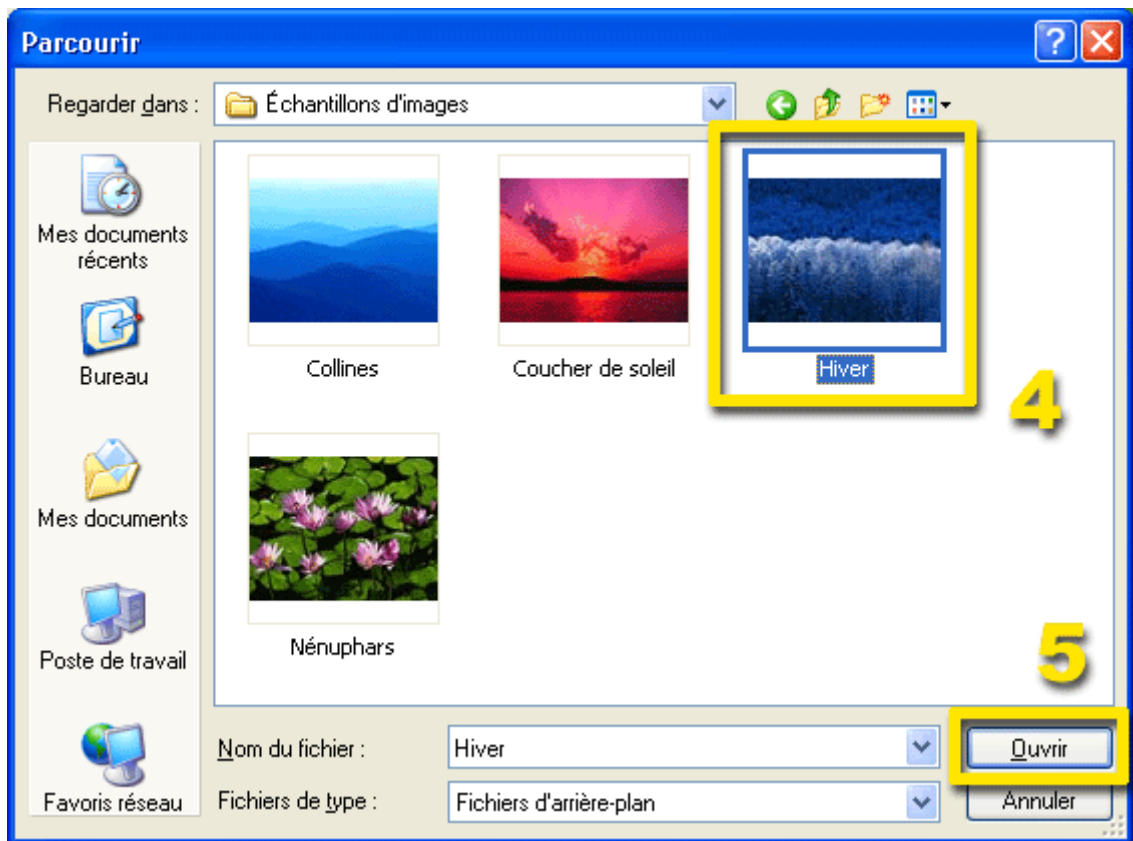 Parcourir
Regarder dans :
Échantillons d'images
Mes documents
récents
Bureau
Mes documents
Poste de travail
Favoris réseau
Collines
Coucher de soleil
Hiver
4
Nénuphars
5
Nom du fichier :
Hiver
Ouvrir
Fichiers de type :
Fichiers d'arrière-plan
Annuler